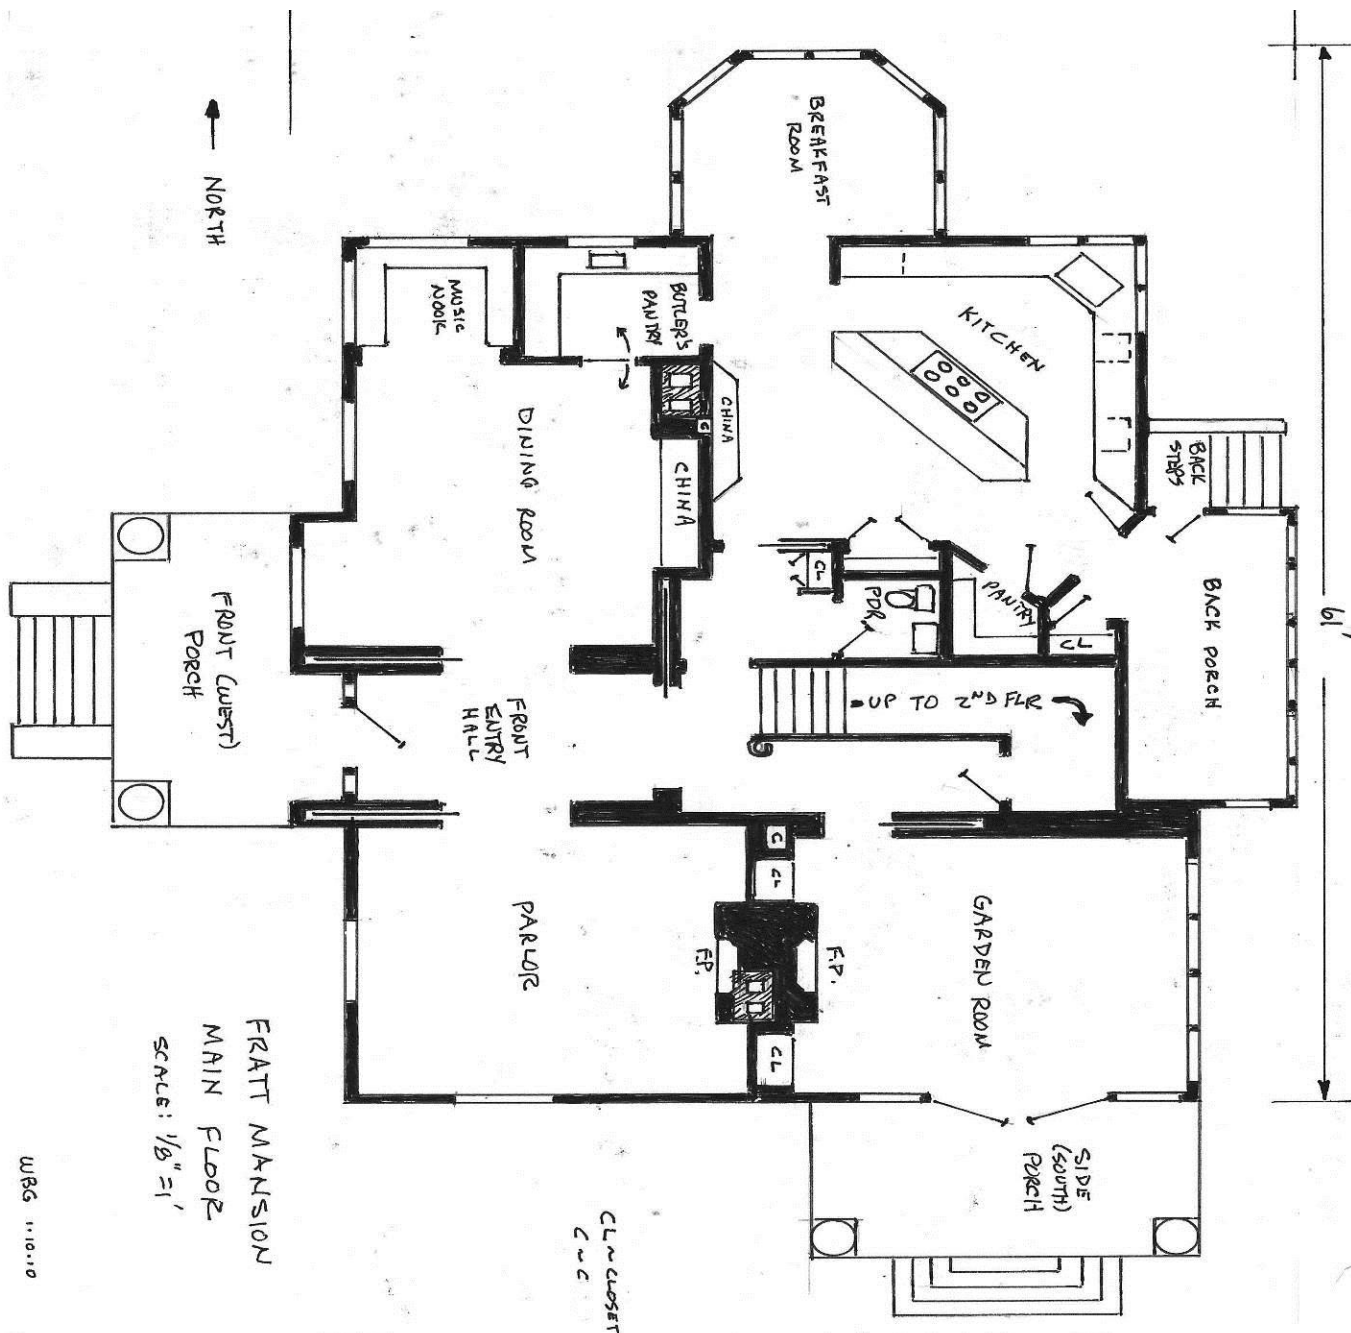 NORTH
BREAKFAST
ROOM
MUSIC
NOOK
BUTLER'S
PANTRY
KITCHEN
CHINA
C
CHINA
DINING ROOM
BACK
STEPS
61'
FRONT (WEST)
PORCH
CL
PDR
PANTRY
CL
BACK PORCH
UP TO 2ND FLR
FRONT
ENTRY
HALL
C
CL
PARLOR
F.P.
F.P.
GARDEN ROOM
CL
SIDE
(SOUTH)
PORCH
FRATT MANSION
MAIN FLOOR
SCALE: 1/8"=1'
CL~CLOSET
C~C
WBG 1.10.10